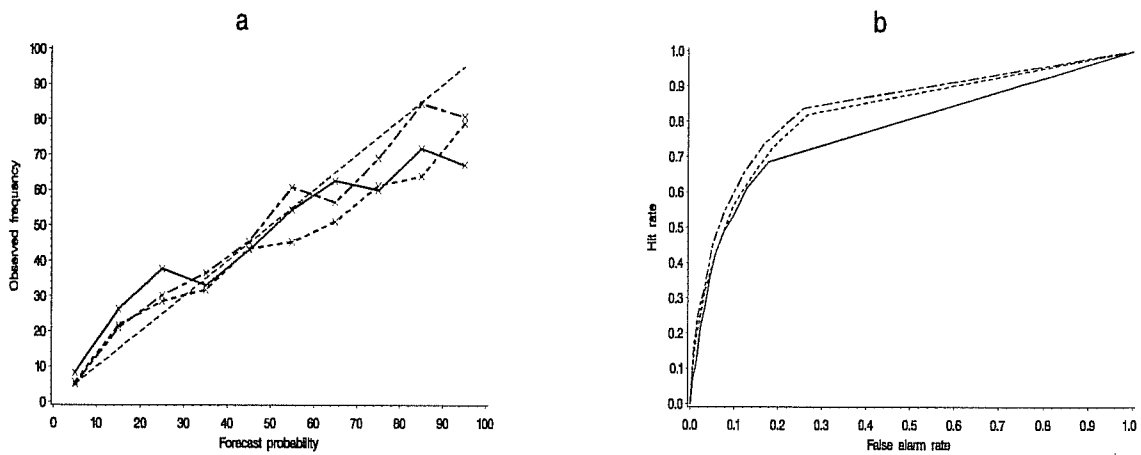 a
100
90
80
70
60
50
40
30
20
10
0
Observed frequency
0 10 20 30 40 50 60 70 80 90 100
Forecast probability
b
1.0
0.9
0.8
0.7
0.6
0.5
0.4
0.3
0.2
0.1
0.0
Hit rate
0.0 0.1 0.2 0.3 0.4 0.5 0.6 0.7 0.8 0.9 1.0
False alarm rate